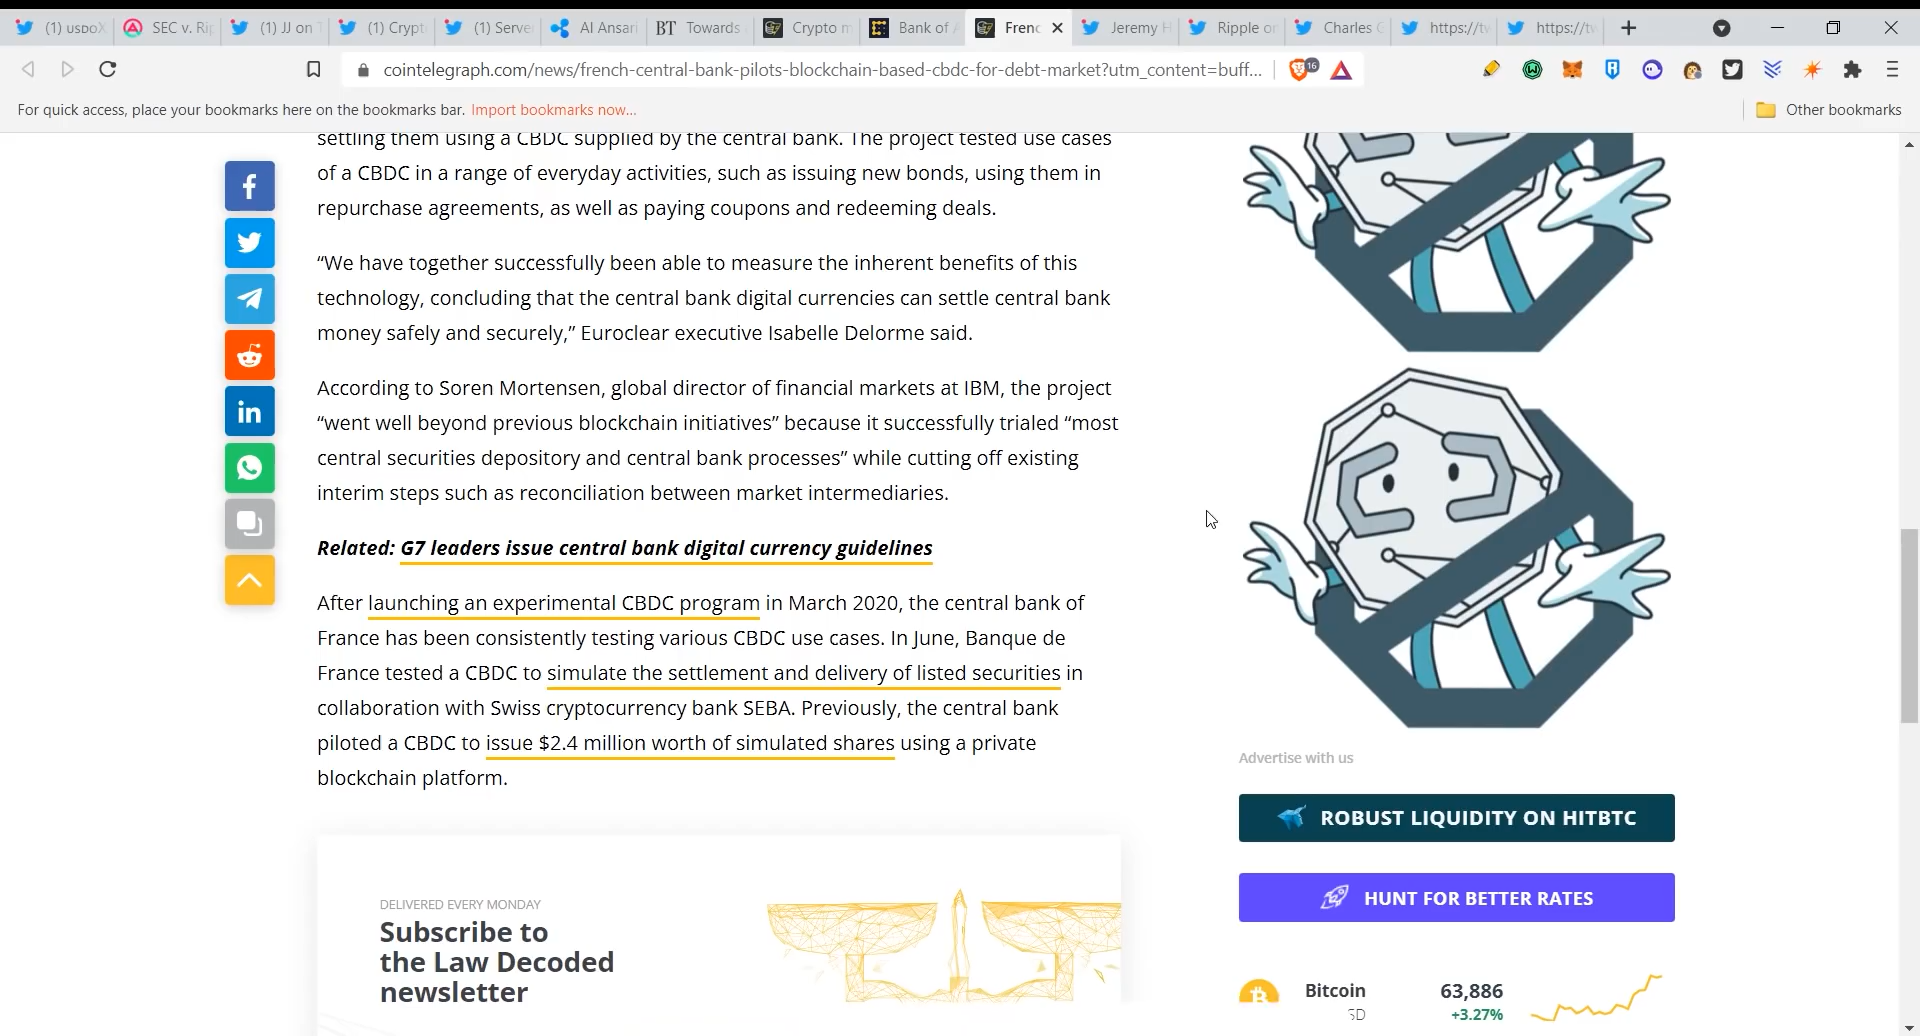 (1) usdoX
SEC v. Rip
(1) JJ on T
(1) Crypt
(1) Serve
Al Ansari
BT Towards
Crypto m
Bank of A
Frenc
Jeremy H
Ripple or
Charles G
https://tw
https://tw
cointelegraph.com/news/french-central-bank-pilots-blockchain-based-cbdc-for-debt-market?utm_content=buff...
16
For quick access, place your bookmarks here on the bookmarks bar. Import bookmarks now...
Other bookmarks
settling them using a CBDC supplied by the central bank. The project tested use cases
of a CBDC in a range of everyday activities, such as issuing new bonds, using them in
repurchase agreements, as well as paying coupons and redeeming deals.
“We have together successfully been able to measure the inherent benefits of this
technology, concluding that the central bank digital currencies can settle central bank
money safely and securely,” Euroclear executive Isabelle Delorme said.
According to Soren Mortensen, global director of financial markets at IBM, the project
“went well beyond previous blockchain initiatives” because it successfully trialed “most
central securities depository and central bank processes” while cutting off existing
interim steps such as reconciliation between market intermediaries.
Related: G7 leaders issue central bank digital currency guidelines
After launching an experimental CBDC program in March 2020, the central bank of
France has been consistently testing various CBDC use cases. In June, Banque de
France tested a CBDC to simulate the settlement and delivery of listed securities in
collaboration with Swiss cryptocurrency bank SEBA. Previously, the central bank
piloted a CBDC to issue $2.4 million worth of simulated shares using a private
blockchain platform.
DELIVERED EVERY MONDAY
Subscribe to
the Law Decoded
newsletter
Advertise with us
ROBUST LIQUIDITY ON HITBTC
HUNT FOR BETTER RATES
Bitcoin 63,886
+3.27%